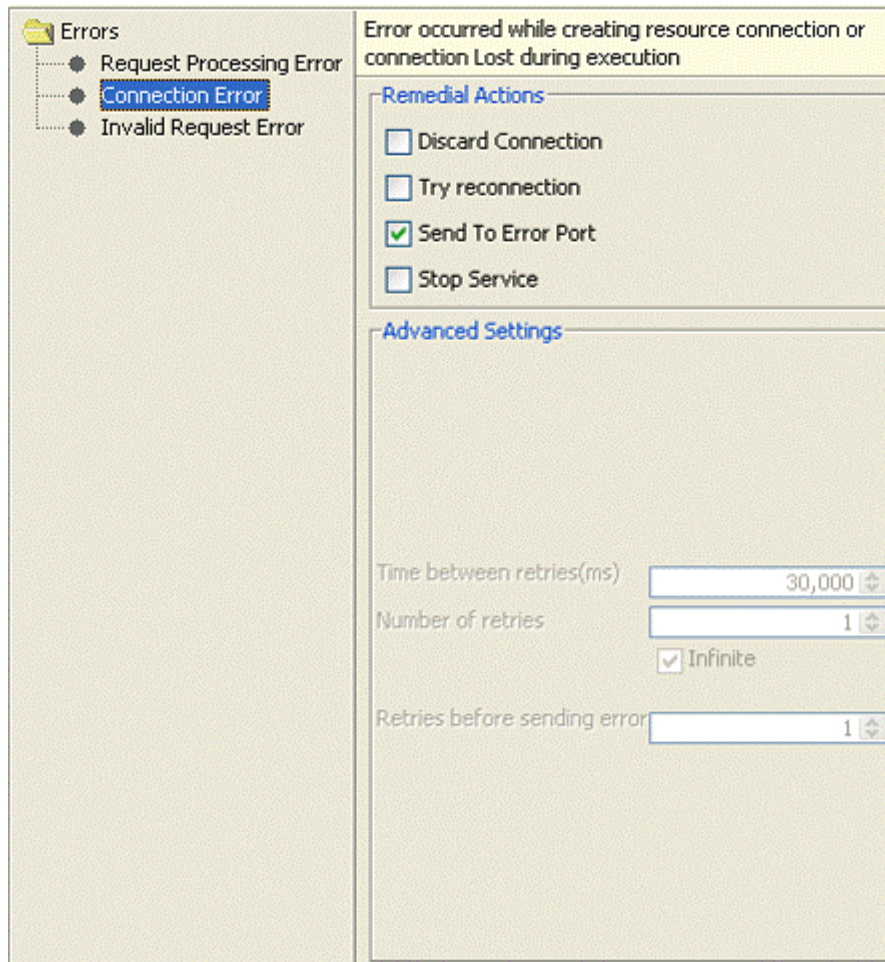 Errors
Request Processing Error
Connection Error
Invalid Request Error
Error occurred while creating resource connection or
connection Lost during execution
Remedial Actions
Discard Connection
Try reconnection
Send To Error Port
Stop Service
Advanced Settings
Time between retries(ms) 30,000
Number of retries 1
Infinite
Retries before sending error 1